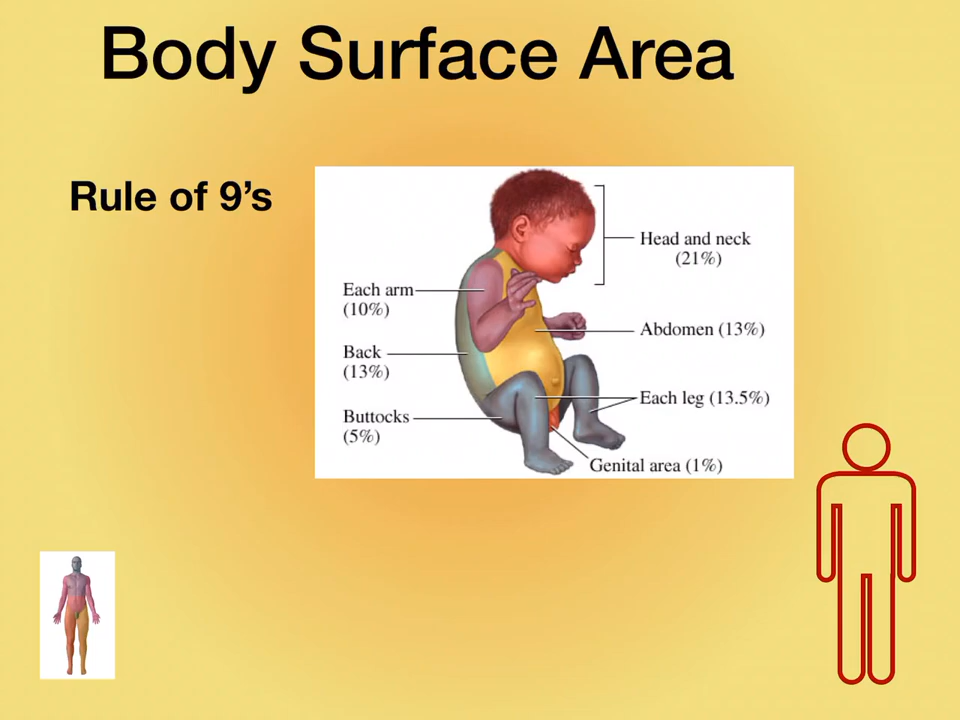 Body Surface Area
Rule of 9’s
Head and neck
(21%)
Each arm
(10%)
Abdomen (13%)
Back
(13%)
Each leg (13.5%)
Buttocks
(5%)
Genital area (1%)